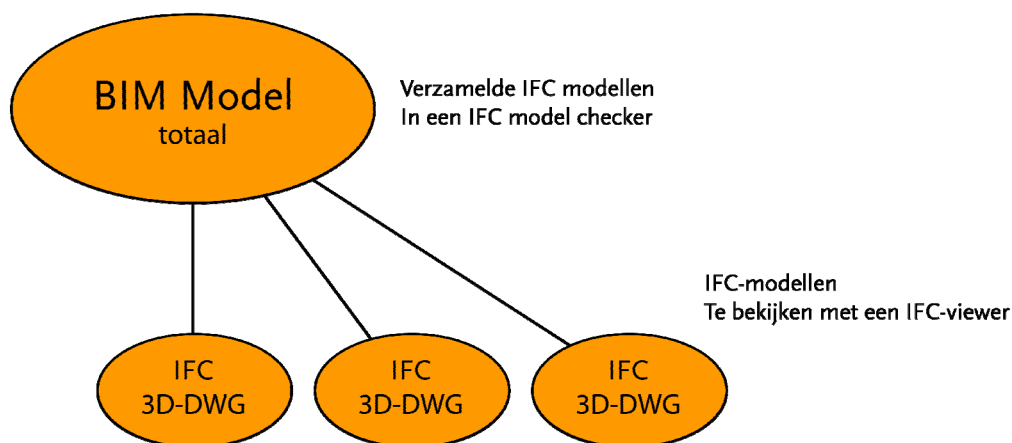 BIM Model
totaal
Verzamelde IFC modellen
In een IFC model checker
IFC-modellen
Te bekijken met een IFC-viewer
IFC
3D-DWG
IFC
3D-DWG
IFC
3D-DWG